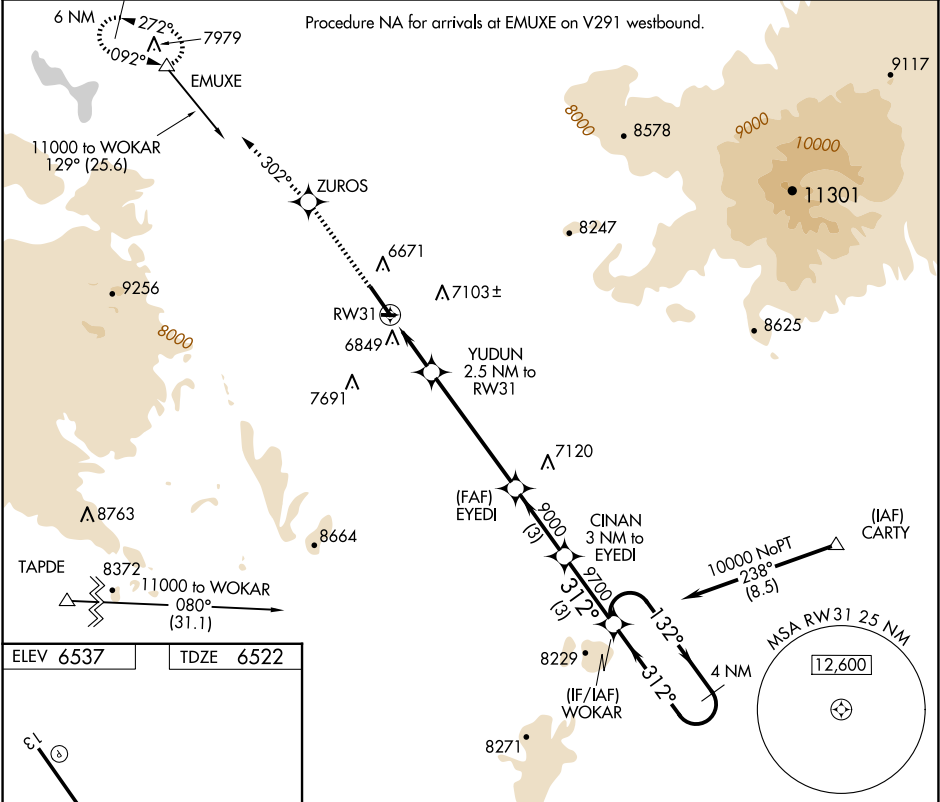 Procedure NA for arrivals at EMUXE on V291 westbound.
6 NM
272°
7979
092°
EMUXE
11000 to WOKAR
129° (25.6)
302°
ZUROS
9117
8000
8578
9000
10000
11301
8247
8625
9256
8000
6671
7103±
RW31
6849
7691
YUDUN
2.5 NM to
RW31
7120
(FAF)
EYEDI
9000
(3)
CINAN
3 NM to
EYEDI
9700
312°
(3)
(IAF)
CARTY
10000 NoPT
238°
(8.5)
8763
8664
TAPDE
8372
11000 to WOKAR
080°
(31.1)
132°
312°
4 NM
8229
(IF/IAF)
WOKAR
8271
MSA RW31 25 NM
12,600
ELEV 6537
TDZE 6522
13
P